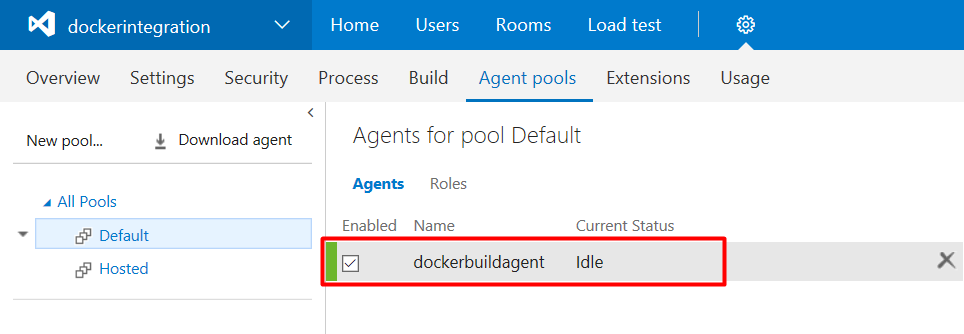 dockerintegration Home Users Rooms Load test
Overview Settings Security Process Build Agent pools Extensions Usage
New pool... Download agent
All Pools
Default
Hosted
Agents for pool Default
Agents Roles
Enabled Name Current Status
dockerbuildagent Idle